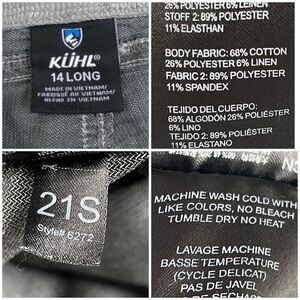 KÜHL
14 LONG
MADE IN VIETNAM/
FABRIQUÉ AU VIETNAM/
HECHO EN VIETNAM
26% POLYESTER 6% LEINEN
STOFF 2: 89% POLYESTER
11% ELASTHAN
BODY FABRIC: 68% COTTON
26% POLYESTER 6% LINEN
FABRIC 2: 89% POLYESTER
11% SPANDEX
TEJIDO DEL CUERPO:
68% ALGODÓN 26% POLIÉSTER
6% LINO
TEJIDO 2: 89% POLIÉSTER
11% ELASTANO
21S
Style# 6272
MACHINE WASH COLD WITH
LIKE COLORS, NO BLEACH
TUMBLE DRY NO HEAT
LAVAGE MACHINE
BASSE TEMPÉRATURE
(CYCLE DÉLICAT)
PAS DE JAVEL